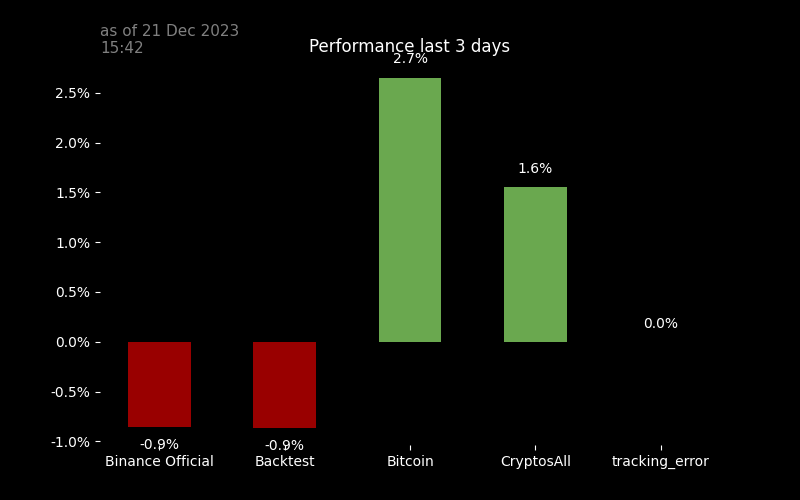 as of 21 Dec 2023
15:42
Performance last 3 days
2.7%
2.5%
2.0%
1.6%
1.5%
1.0%
0.5%
0.0%
0.0%
-0.5%
-1.0%
-0.9%
-0.9%
Binance Official
Backtest
Bitcoin
CryptosAll
tracking_error